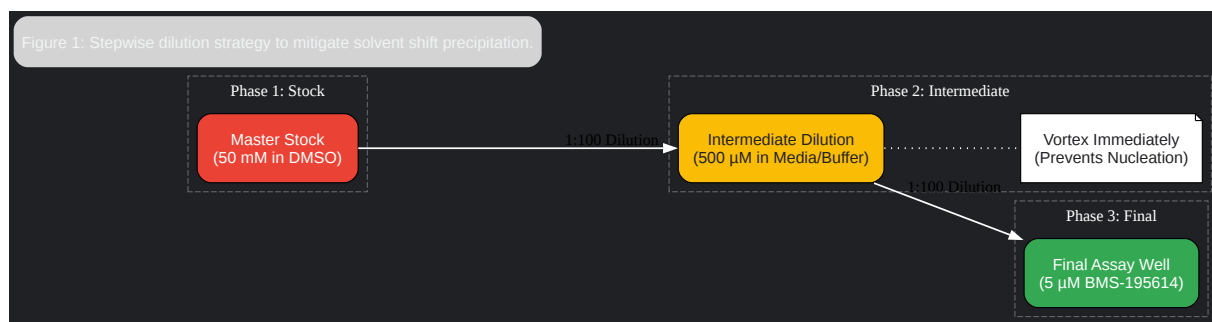 Figure 1: Stepwise dilution strategy to mitigate solvent shift precipitation.
Phase 1: Stock
Master Stock
(50 mM in DMSO)
1:100 Dilution
Phase 2: Intermediate
Intermediate Dilution
(500 µM in Media/Buffer)
Vortex Immediately
(Prevents Nucleation)
1:100 Dilution
Phase 3: Final
Final Assay Well
(5 µM BMS-195614)